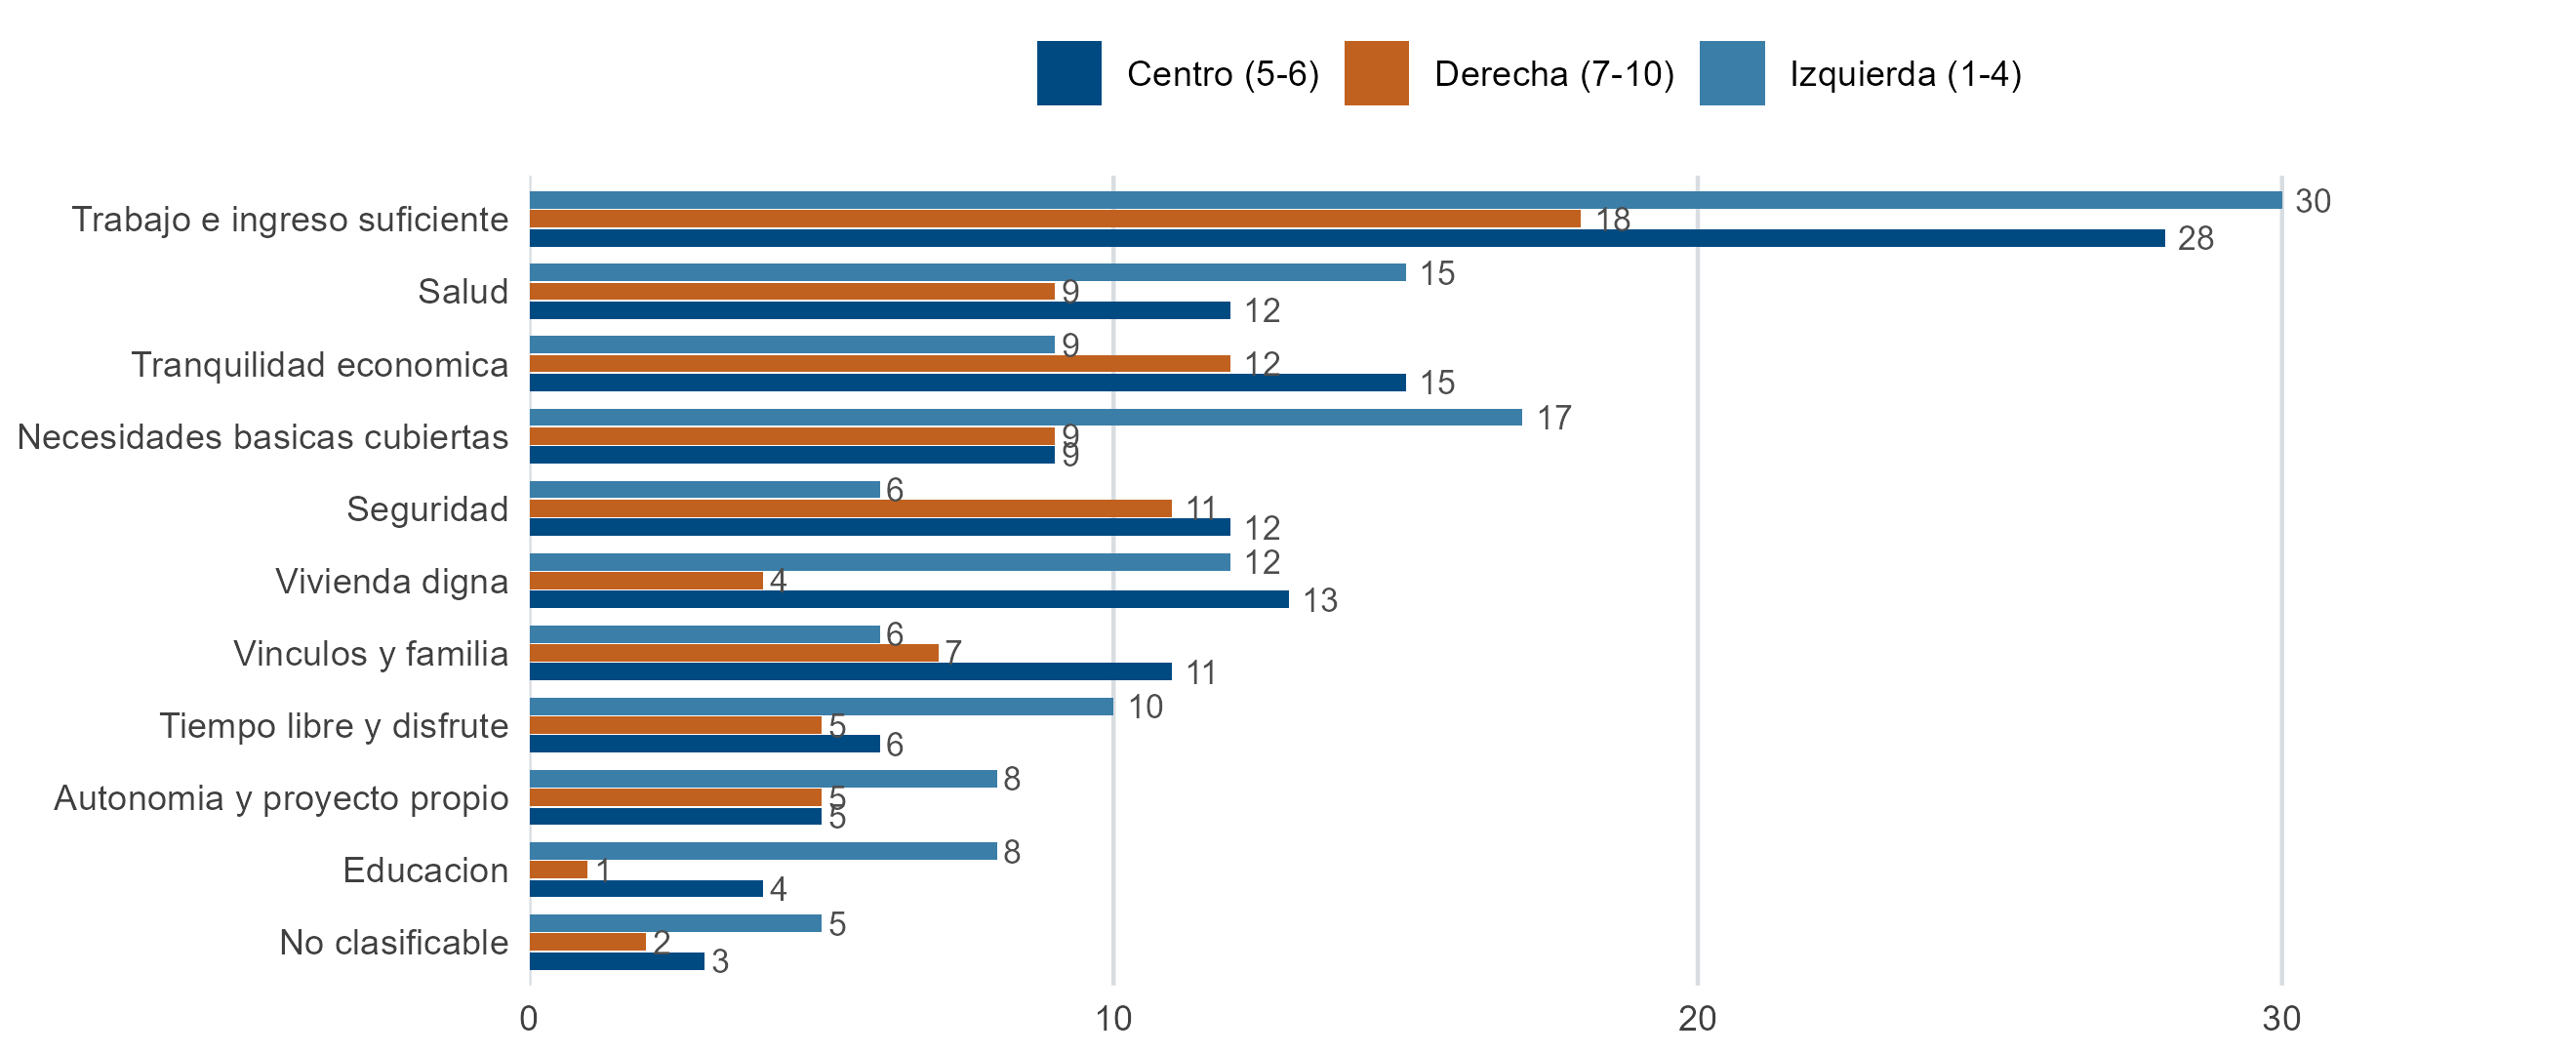 Centro (5-6) Derecha (7-10) Izquierda (1-4)
Trabajo e ingreso suficiente 30 18 28
Salud 15 9 12
Tranquilidad economica 9 12 15
Necesidades basicas cubiertas 17 9 9
Seguridad 6 11 12
Vivienda digna 12 4 13
Vinculos y familia 6 7 11
Tiempo libre y disfrute 10 5 6
Autonomia y proyecto propio 8 5 5
Educacion 8 1 4
No clasificable 5 2 3
0 10 20 30